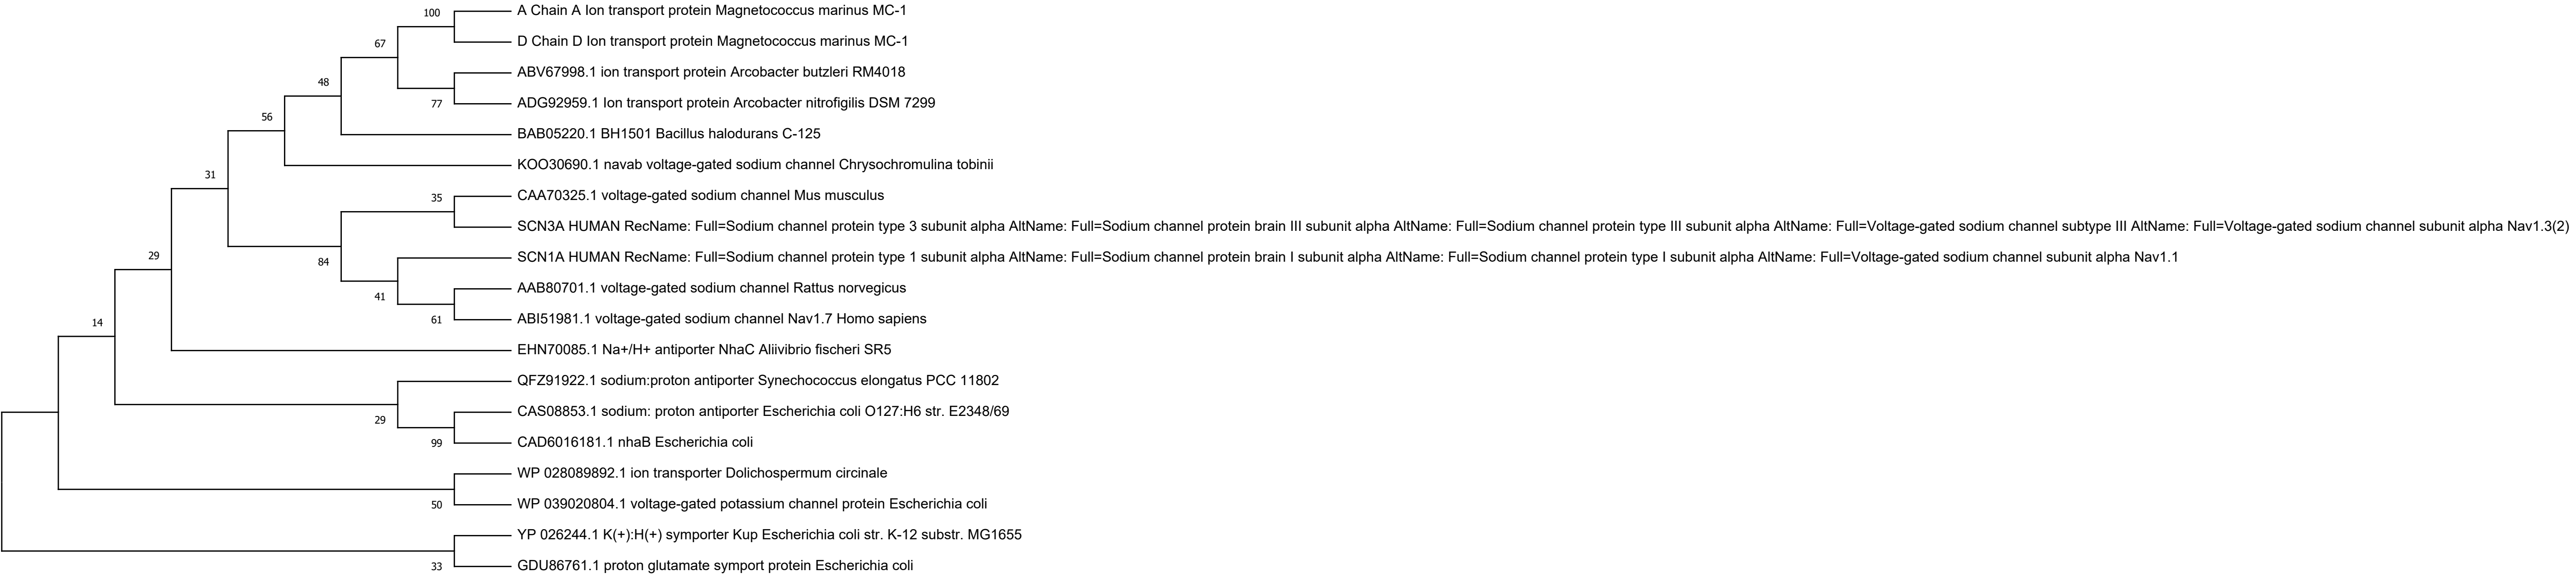 100
A Chain A Ion transport protein Magnetococcus marinus MC-1
67
D Chain D Ion transport protein Magnetococcus marinus MC-1
48
ABV67998.1 ion transport protein Arcobacter butzleri RM4018
77
ADG92959.1 Ion transport protein Arcobacter nitrofigilis DSM 7299
56
BAB05220.1 BH1501 Bacillus halodurans C-125
KOO30690.1 navab voltage-gated sodium channel Chrysochromulina tobinii
31
35
CAA70325.1 voltage-gated sodium channel Mus musculus
SCN3A HUMAN RecName: Full=Sodium channel protein type 3 subunit alpha AltName: Full=Sodium channel protein brain III subunit alpha AltName: Full=Sodium channel protein type III subunit alpha AltName: Full=Voltage-gated sodium channel subtype III AltName: Full=Voltage-gated sodium channel subunit alpha Nav1.3(2)
29
84
SCN1A HUMAN RecName: Full=Sodium channel protein type 1 subunit alpha AltName: Full=Sodium channel protein brain I subunit alpha AltName: Full=Sodium channel protein type I subunit alpha AltName: Full=Voltage-gated sodium channel subunit alpha Nav1.1
41
AAB80701.1 voltage-gated sodium channel Rattus norvegicus
14
61
ABI51981.1 voltage-gated sodium channel Nav1.7 Homo sapiens
EHN70085.1 Na+/H+ antiporter NhaC Aliivibrio fischeri SR5
QFZ91922.1 sodium:proton antiporter Synechococcus elongatus PCC 11802
29
CAS08853.1 sodium: proton antiporter Escherichia coli O127:H6 str. E2348/69
99
CAD6016181.1 nhaB Escherichia coli
WP 028089892.1 ion transporter Dolichospermum circinale
50
WP 039020804.1 voltage-gated potassium channel protein Escherichia coli
YP 026244.1 K(+):H(+) symporter Kup Escherichia coli str. K-12 substr. MG1655
33
GDU86761.1 proton glutamate symport protein Escherichia coli